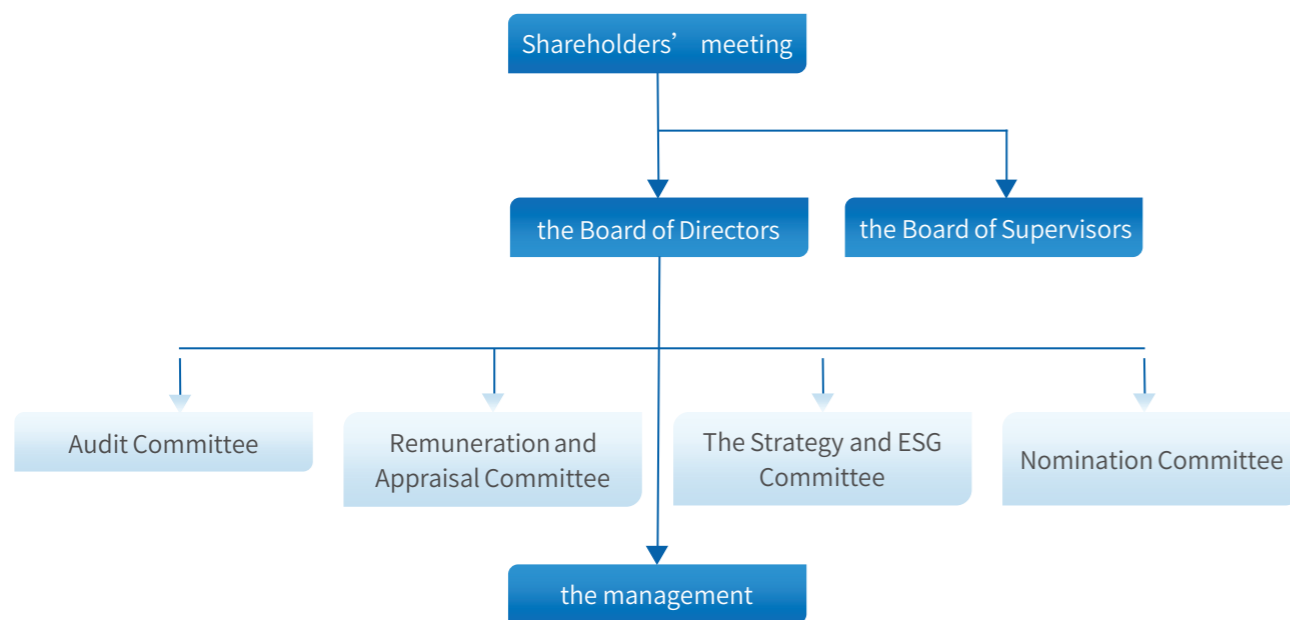 Shareholders’ meeting
the Board of Directors
the Board of Supervisors
Audit Committee
Remuneration and
Appraisal Committee
The Strategy and ESG
Committee
Nomination Committee
the management